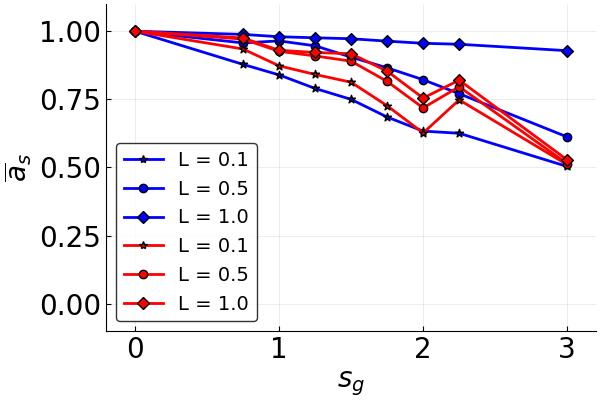 1.00
0.75
0.50
0.25
0.00
a̅ₛ
L = 0.1
L = 0.5
L = 1.0
L = 0.1
L = 0.5
L = 1.0
0 1 2 3
s_g